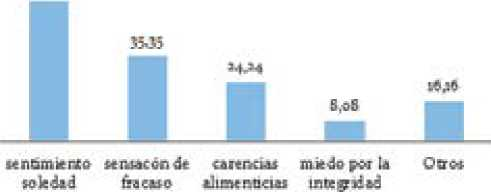 35,35
24,24
8,08
16,16
sentimiento soledad
sensacón de fracaso
carencias alimenticias
miedo por la integridad
Otros